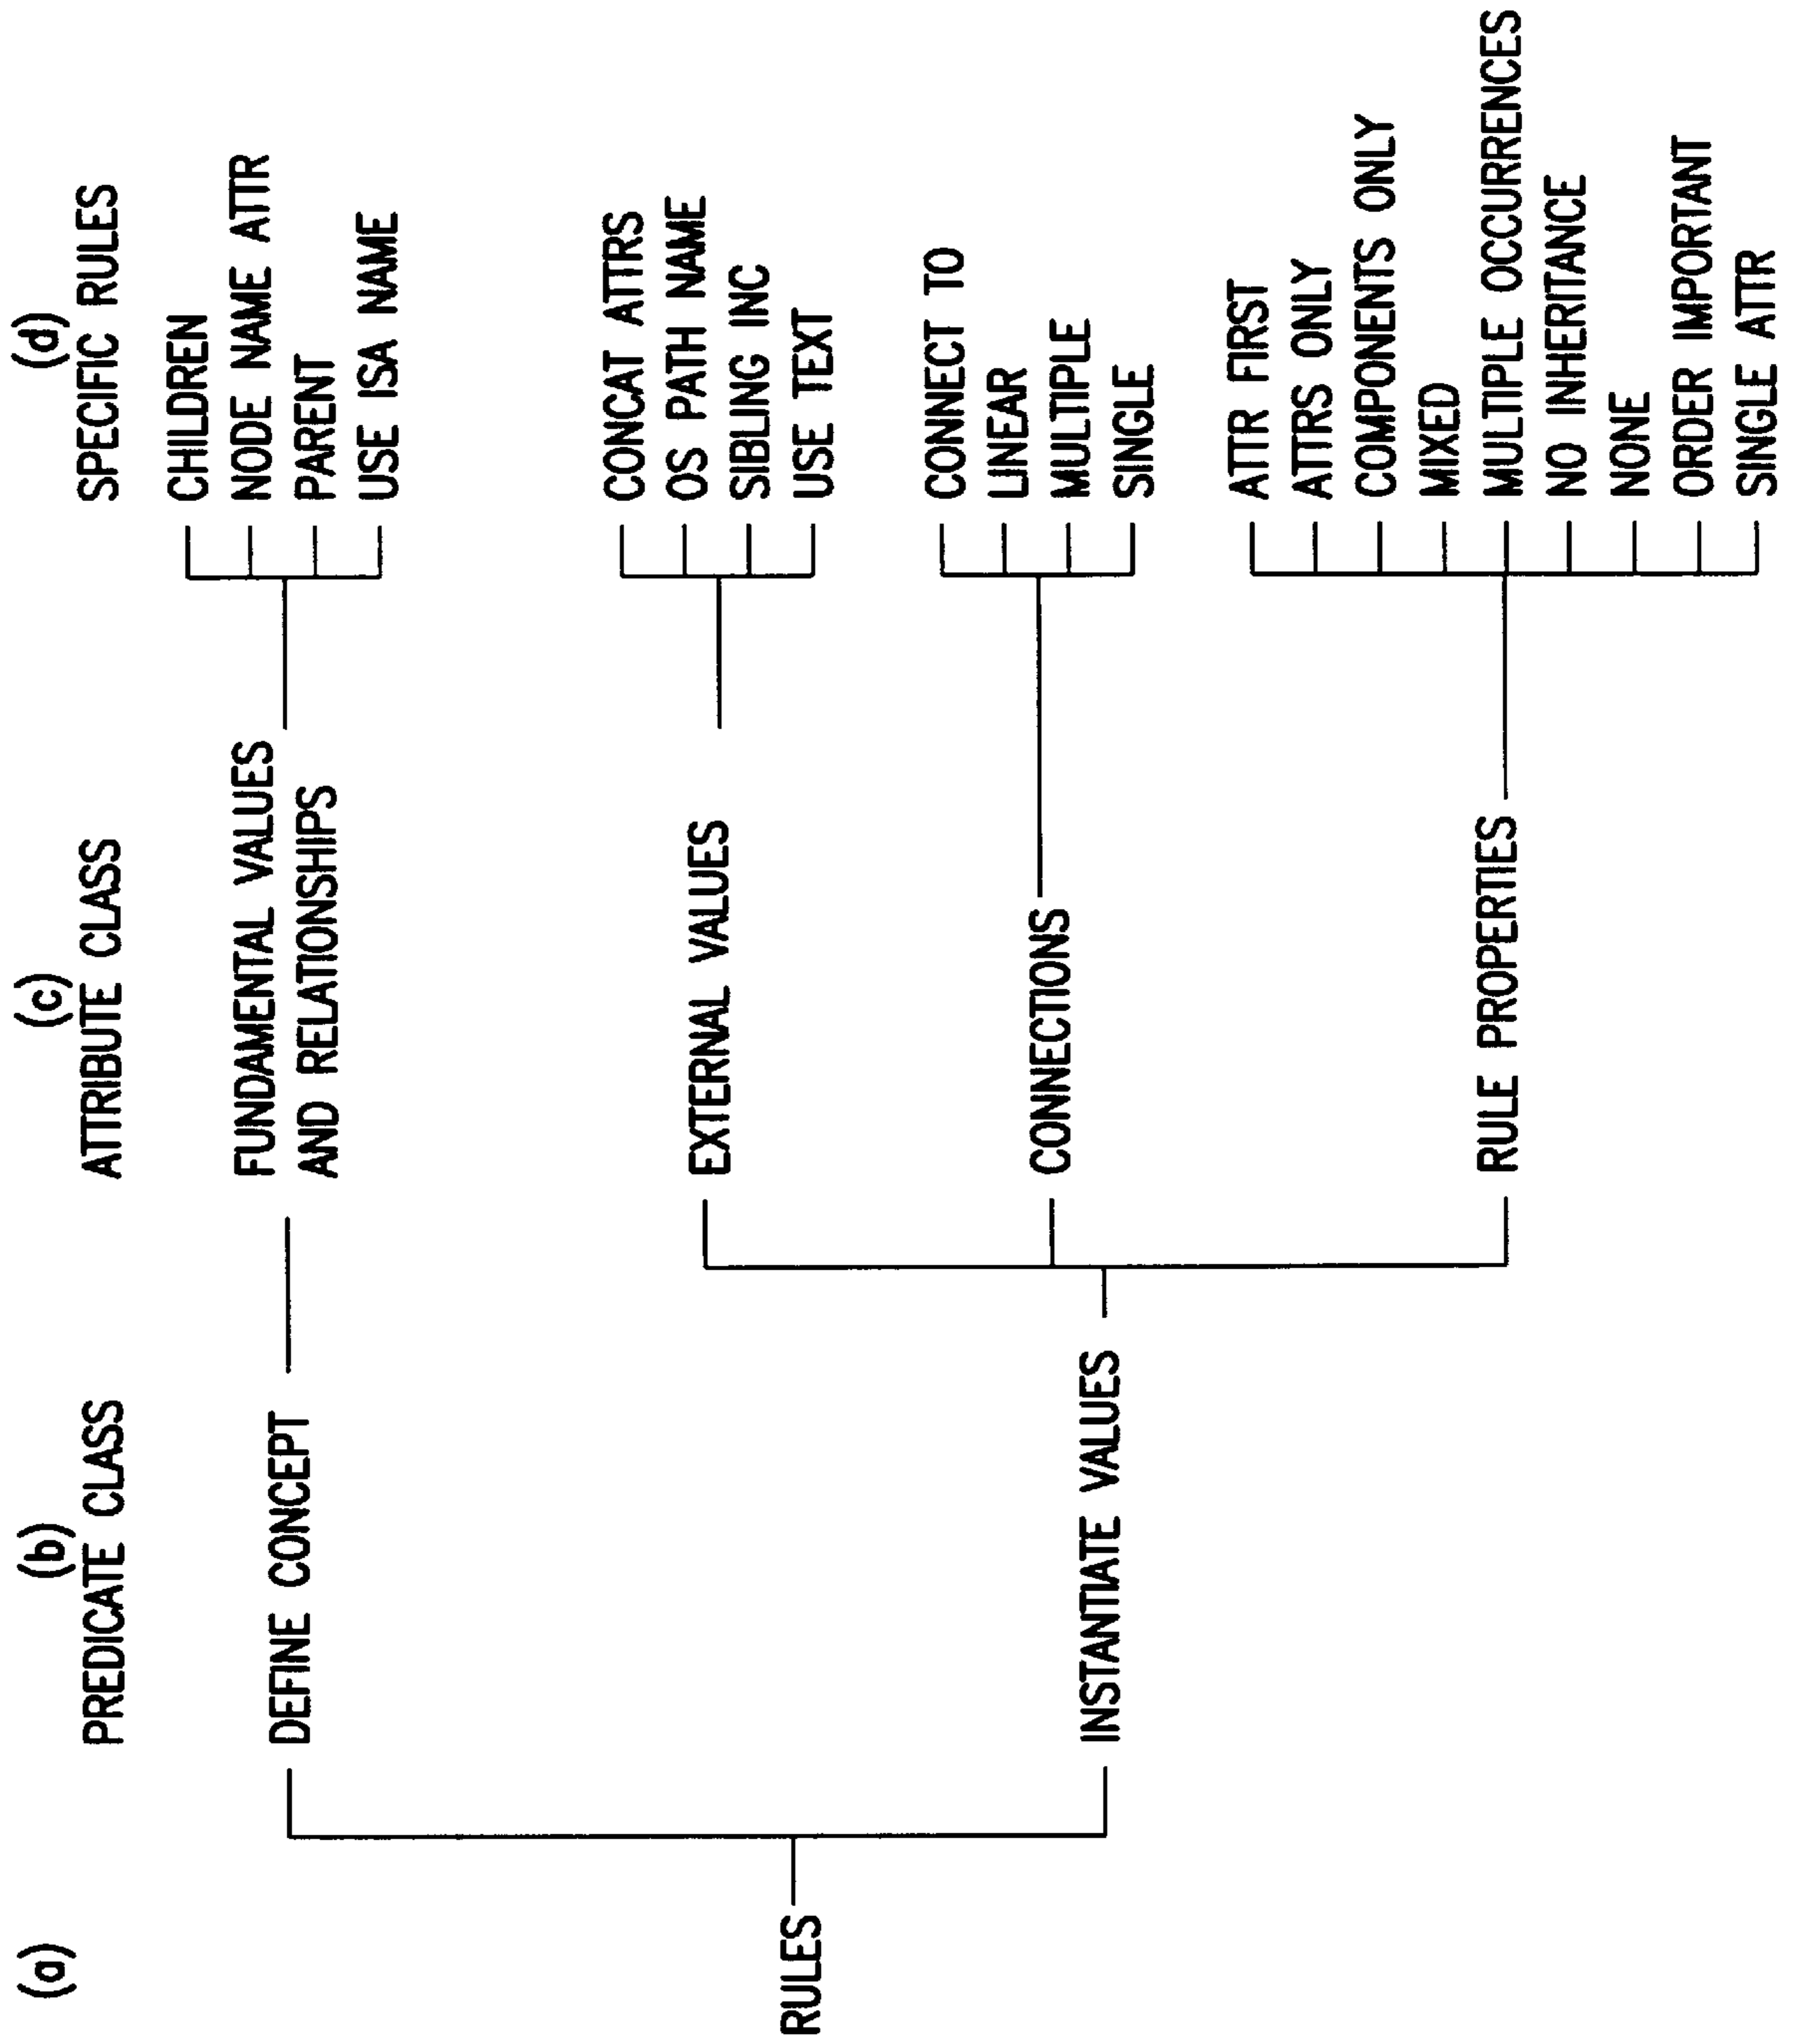 (a)
RULES
(b)
PREDICATE CLASS
DEFINE CONCEPT
INSTANTIATE VALUES
(c)
ATTRIBUTE CLASS
FUNDAMENTAL VALUES
AND RELATIONSHIPS
EXTERNAL VALUES
CONNECTIONS
RULE PROPERTIES
(d)
SPECIFIC RULES
CHILDREN
NODE NAME ATTR
PARENT
USE ISA NAME
CONCAT ATTRS
OS PATH NAME
SIBLING INC
USE TEXT
CONNECT TO
LINEAR
MULTIPLE
SINGLE
ATTR FIRST
ATTRS ONLY
COMPONENTS ONLY
MIXED
MULTIPLE OCCURRENCES
NO INHERITANCE
NONE
ORDER IMPORTANT
SINGLE ATTR